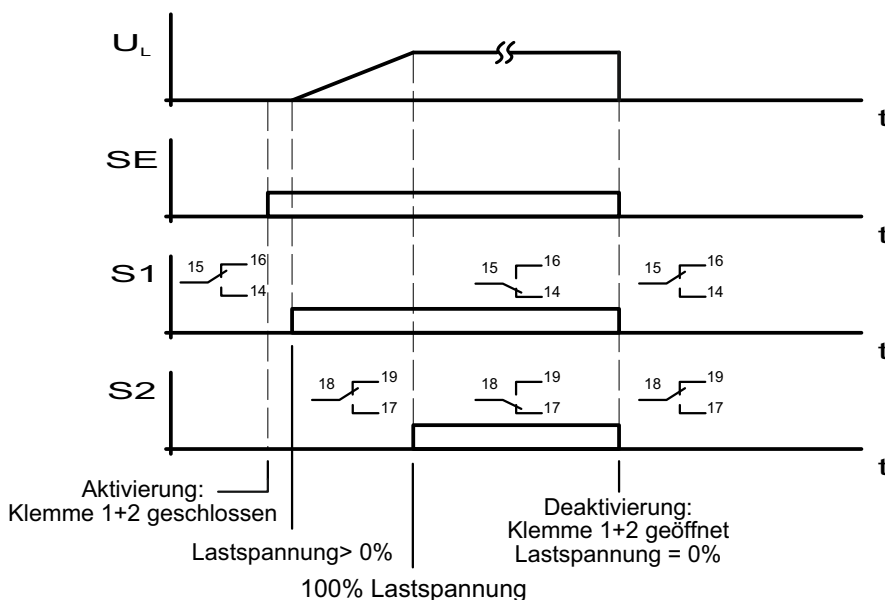 U_L
t
SE
t
S1
15 16 14
15 16 14
15 16 14
t
S2
18 19 17
18 19 17
18 19 17
t
Aktivierung:
Klemme 1+2 geschlossen
Lastspannung> 0%
100% Lastspannung
Deaktivierung:
Klemme 1+2 geöffnet
Lastspannung = 0%